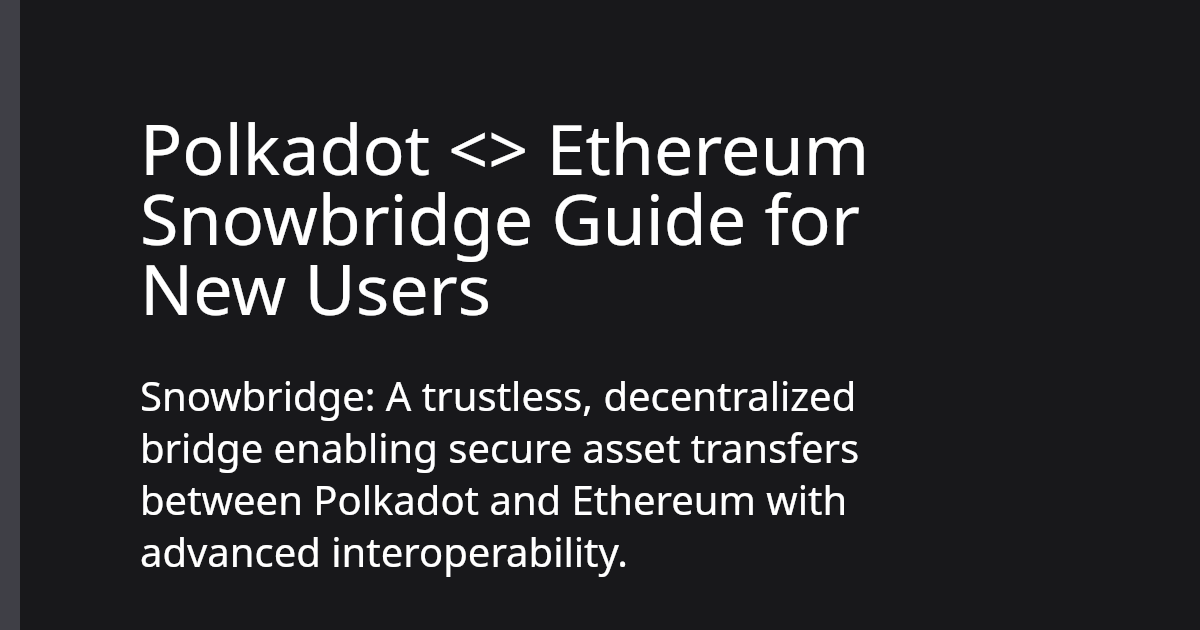 Polkadot <> Ethereum
Snowbridge Guide for
New Users
Snowbridge: A trustless, decentralized
bridge enabling secure asset transfers
between Polkadot and Ethereum with
advanced interoperability.